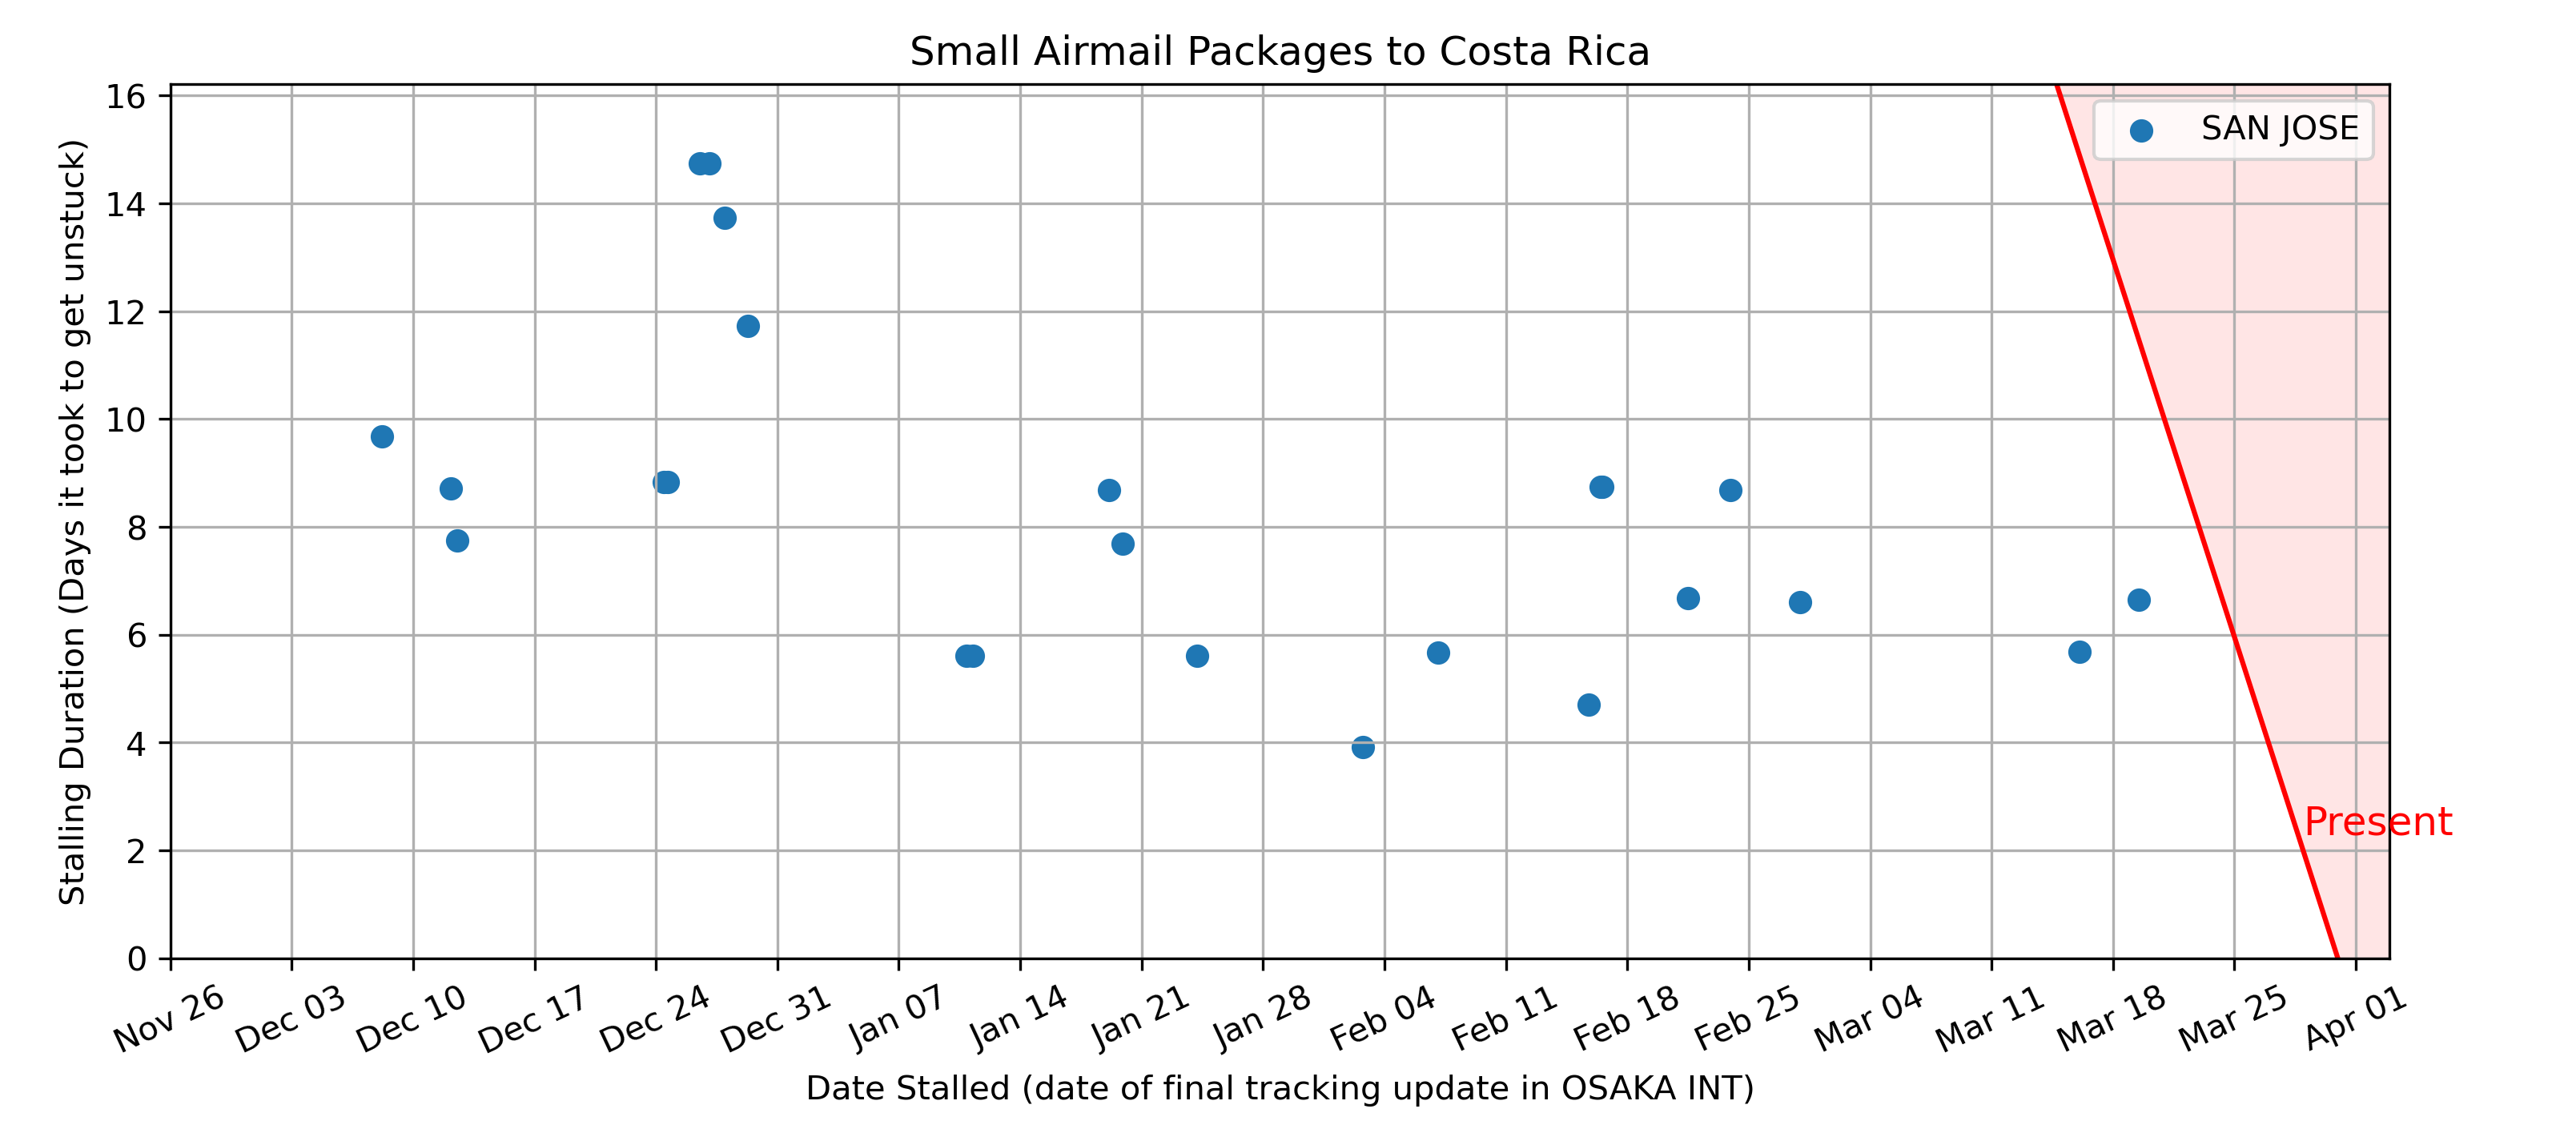 Small Airmail Packages to Costa Rica
SAN JOSE
Stalling Duration (Days it took to get unstuck)
16
14
12
10
8
6
4
2
0
Present
Nov 26 Dec 03 Dec 10 Dec 17 Dec 24 Dec 31 Jan 07 Jan 14 Jan 21 Jan 28 Feb 04 Feb 11 Feb 18 Feb 25 Mar 04 Mar 11 Mar 18 Mar 25 Apr 01
Date Stalled (date of final tracking update in OSAKA INT)